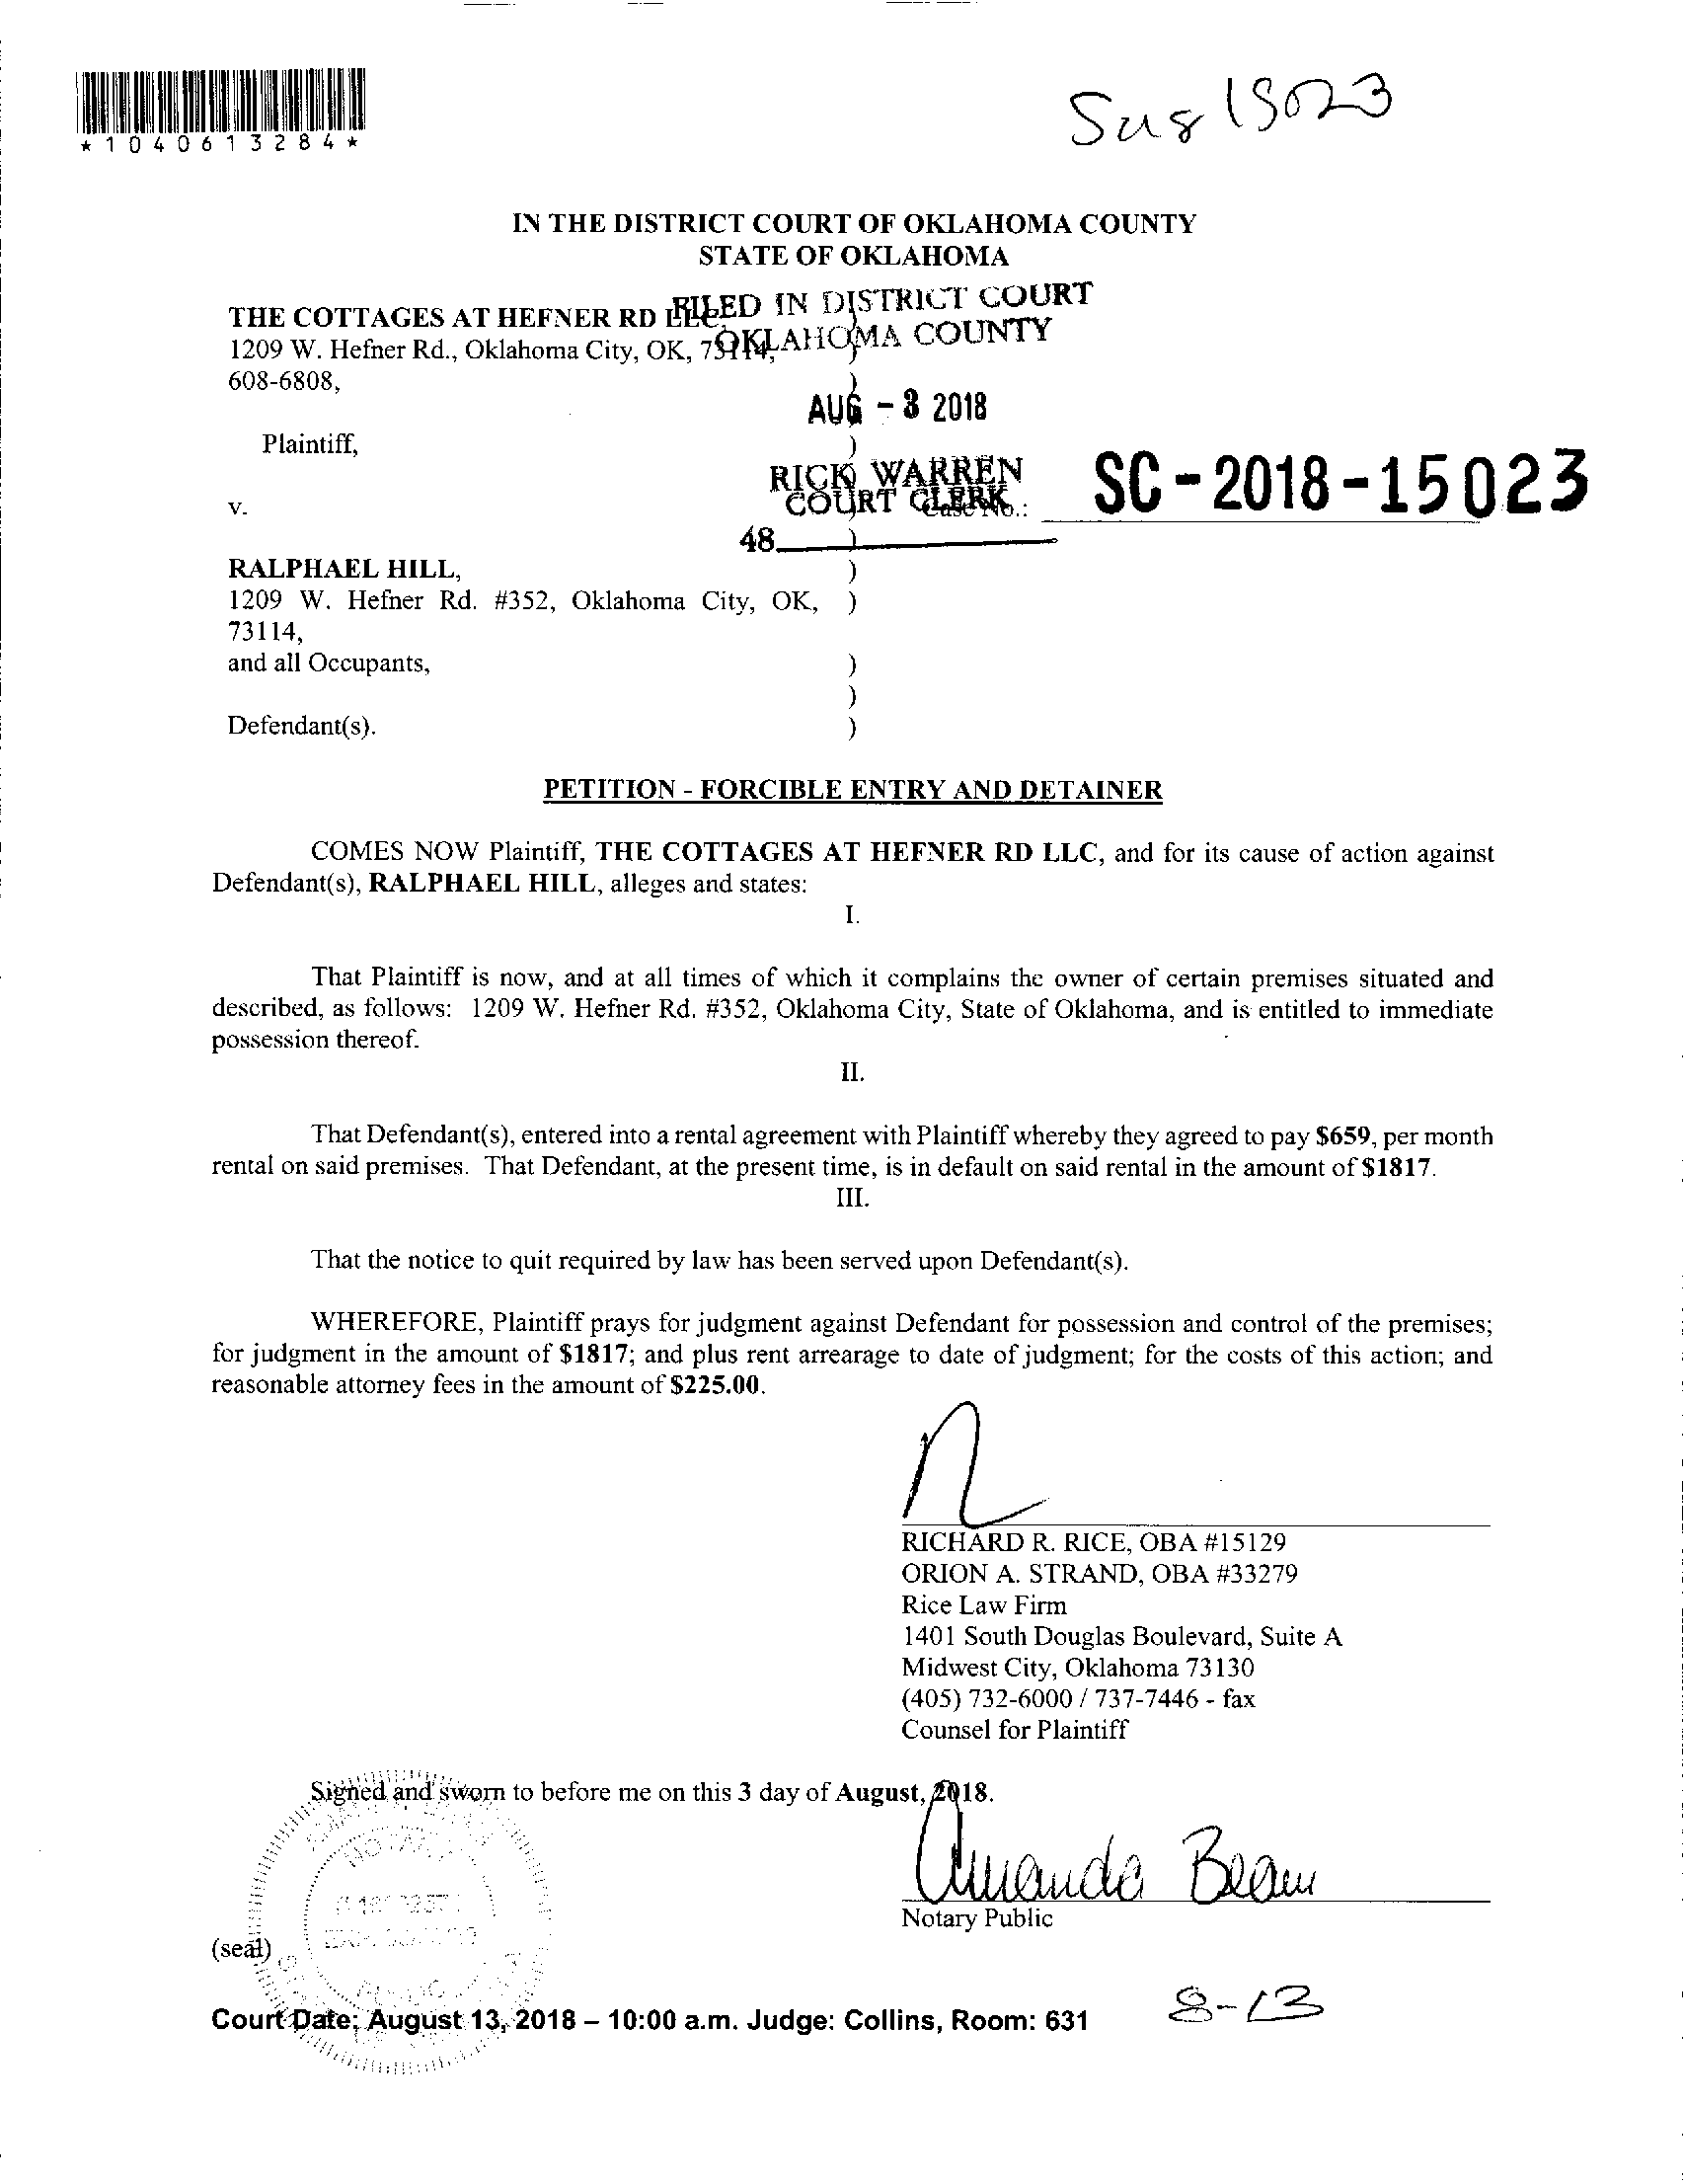 *1040613284*
IN THE DISTRICT COURT OF OKLAHOMA COUNTY
STATE OF OKLAHOMA
FILED IN DISTRICT COURT
OKLAHOMA COUNTY
THE COTTAGES AT HEFNER RD LLC,
1209 W. Hefner Rd., Oklahoma City, OK, 73114,
608-6808,
AUG - 3 2018
Plaintiff,
RICK WARREN
COURT CLERK
v.
Case No.: SC-2018-15023
48
RALPHAEL HILL,
1209 W. Hefner Rd. #352, Oklahoma City, OK,
73114,
and all Occupants,
Defendant(s).
PETITION - FORCIBLE ENTRY AND DETAINER
COMES NOW Plaintiff, THE COTTAGES AT HEFNER RD LLC, and for its cause of action against
Defendant(s), RALPHAEL HILL, alleges and states:
I.
That Plaintiff is now, and at all times of which it complains the owner of certain premises situated and
described, as follows: 1209 W. Hefner Rd. #352, Oklahoma City, State of Oklahoma, and is entitled to immediate
possession thereof.
II.
That Defendant(s), entered into a rental agreement with Plaintiff whereby they agreed to pay $659, per month
rental on said premises. That Defendant, at the present time, is in default on said rental in the amount of $1817.
III.
That the notice to quit required by law has been served upon Defendant(s).
WHEREFORE, Plaintiff prays for judgment against Defendant for possession and control of the premises;
for judgment in the amount of $1817; and plus rent arrearage to date of judgment; for the costs of this action; and
reasonable attorney fees in the amount of $225.00.
RICHARD R. RICE, OBA #15129
ORION A. STRAND, OBA #33279
Rice Law Firm
1401 South Douglas Boulevard, Suite A
Midwest City, Oklahoma 73130
(405) 732-6000 / 737-7446 - fax
Counsel for Plaintiff
Signed and sworn to before me on this 3 day of August, 2018.
Amanda Beam
Notary Public
(seal)
Court Date: August 13, 2018 – 10:00 a.m. Judge: Collins, Room: 631
8-13